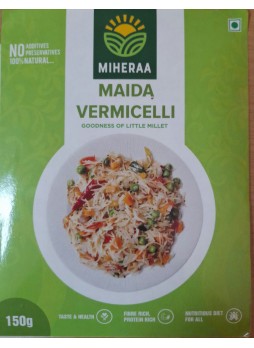 MIHERAA
NO ADDITIVES
PRESERVATIVES
100% NATURAL...
MAIDA
VERMICELLI
GOODNESS OF LITTLE MILLET
150g
TASTE & HEALTH
FIBRE RICH,
PROTEIN RICH
NUTRITIOUS DIET
FOR ALL